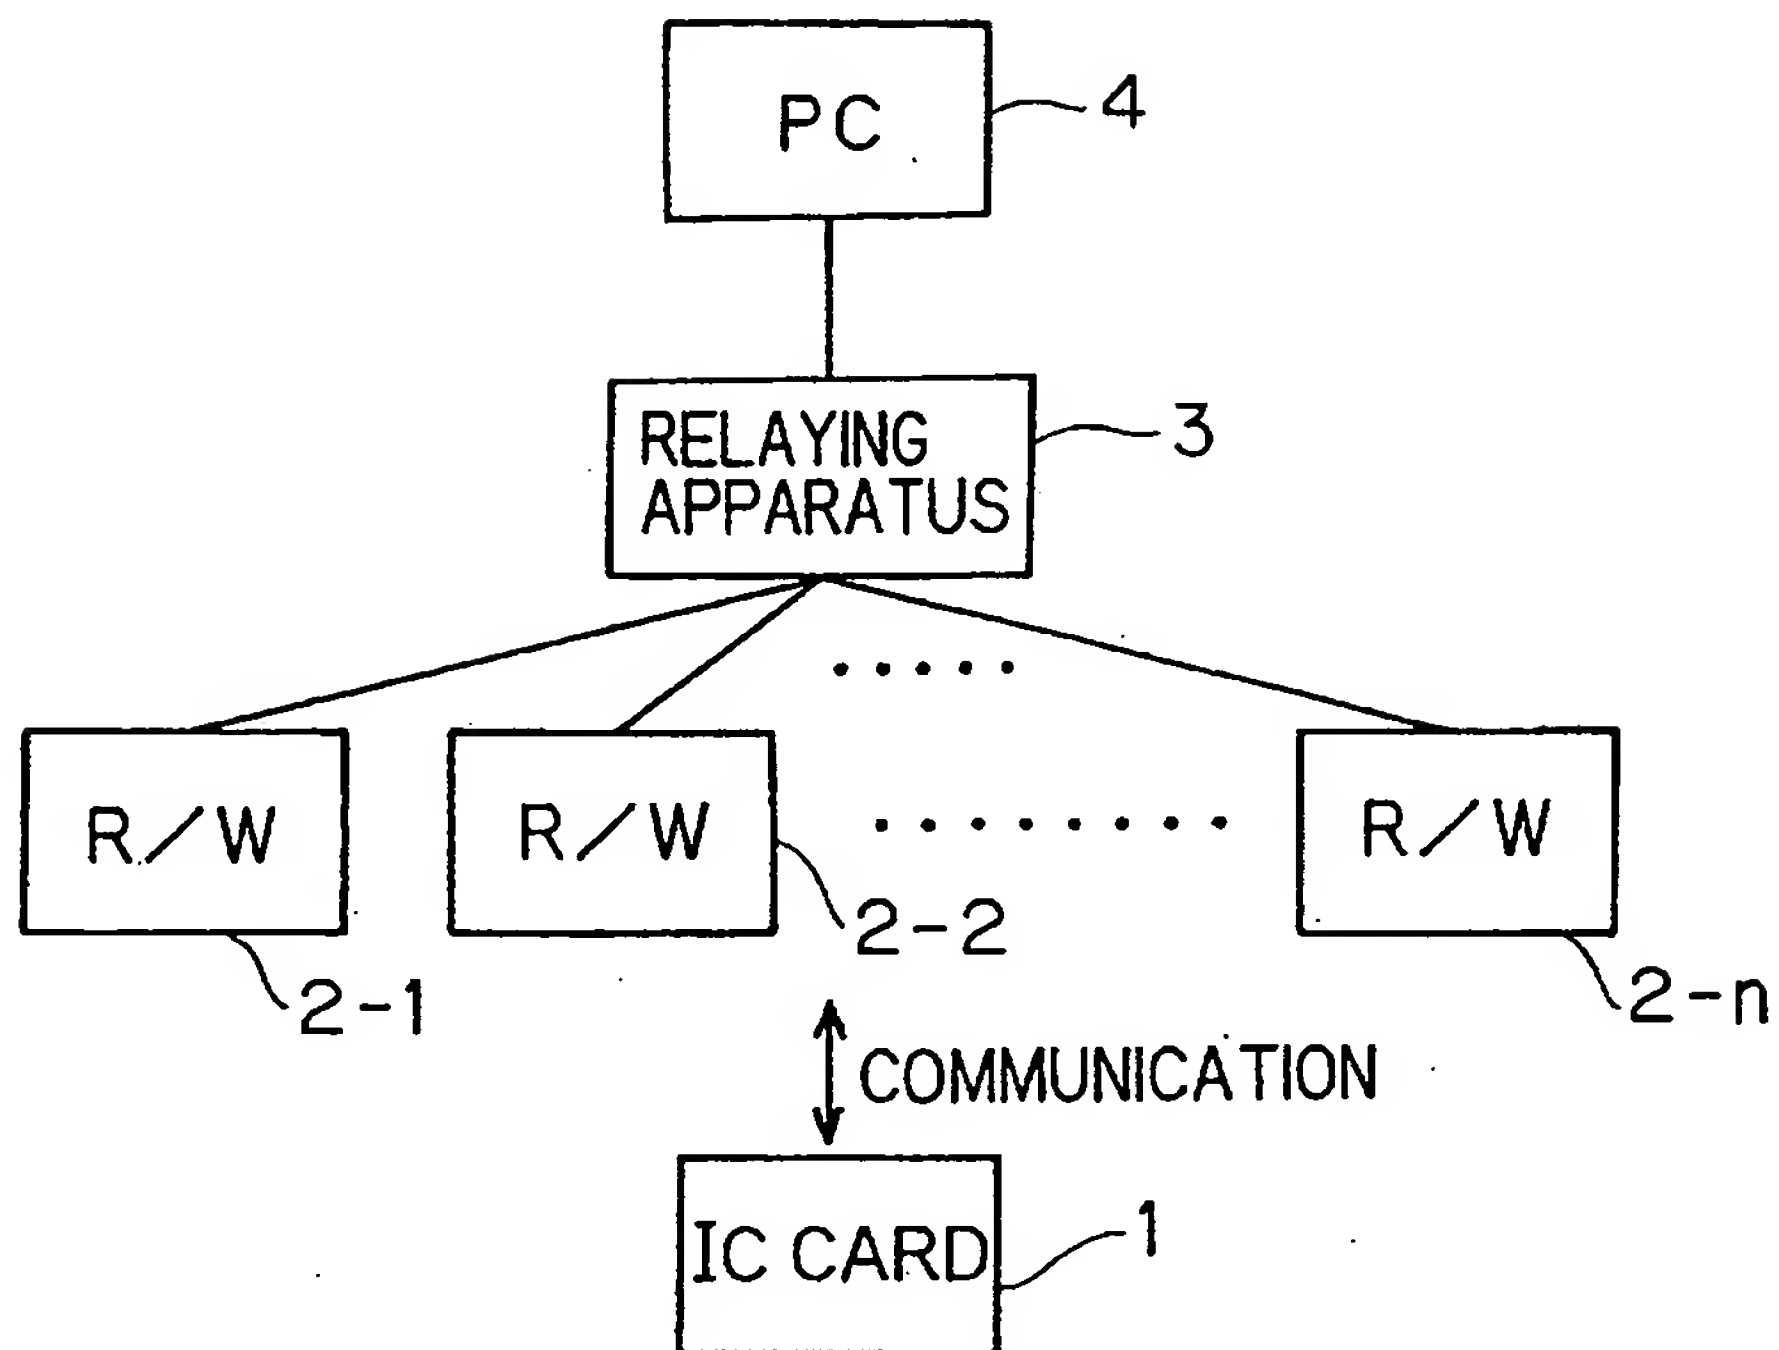 PC
4
RELAYING
APPARATUS
3
R/W
R/W
R/W
2-1
2-2
2-n
COMMUNICATION
IC CARD
1